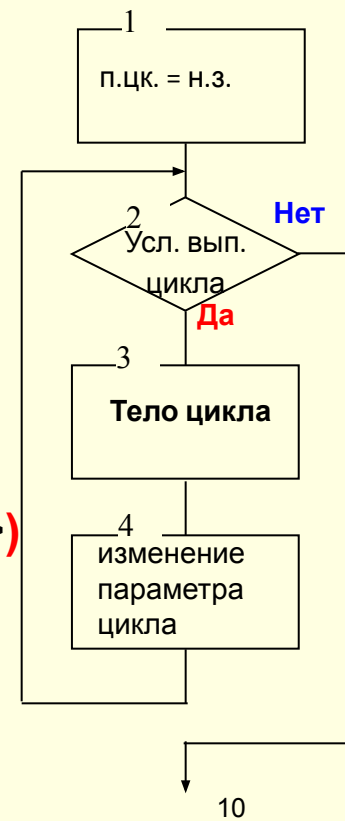 1
п.цк. = н.з.
2
Нет
Усл. вып.
цикла
Да
3
Тело цикла
)
4
изменение
параметра
цикла
10